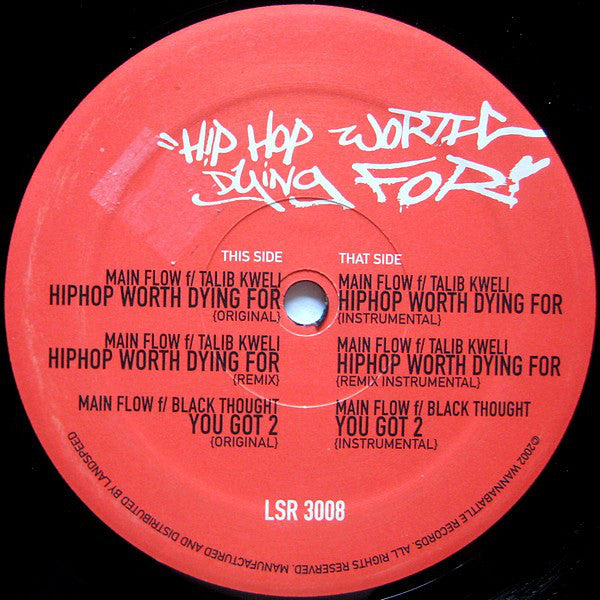 "HIP HOP WORTH
DYING FOR!"
THIS SIDE
MAIN FLOW f/ TALIB KWELI
HIPHOP WORTH DYING FOR
{ORIGINAL}
MAIN FLOW f/ TALIB KWELI
HIPHOP WORTH DYING FOR
{REMIX}
MAIN FLOW f/ BLACK THOUGHT
YOU GOT 2
{ORIGINAL}
THAT SIDE
MAIN FLOW f/ TALIB KWELI
HIPHOP WORTH DYING FOR
{INSTRUMENTAL}
MAIN FLOW f/ TALIB KWELI
HIPHOP WORTH DYING FOR
{REMIX INSTRUMENTAL}
MAIN FLOW f/ BLACK THOUGHT
YOU GOT 2
{INSTRUMENTAL}
LSR 3008
©2002 WANNABATTLE RECORDS. ALL RIGHTS RESERVED. MANUFACTURED AND DISTRIBUTED BY LANDSPEED